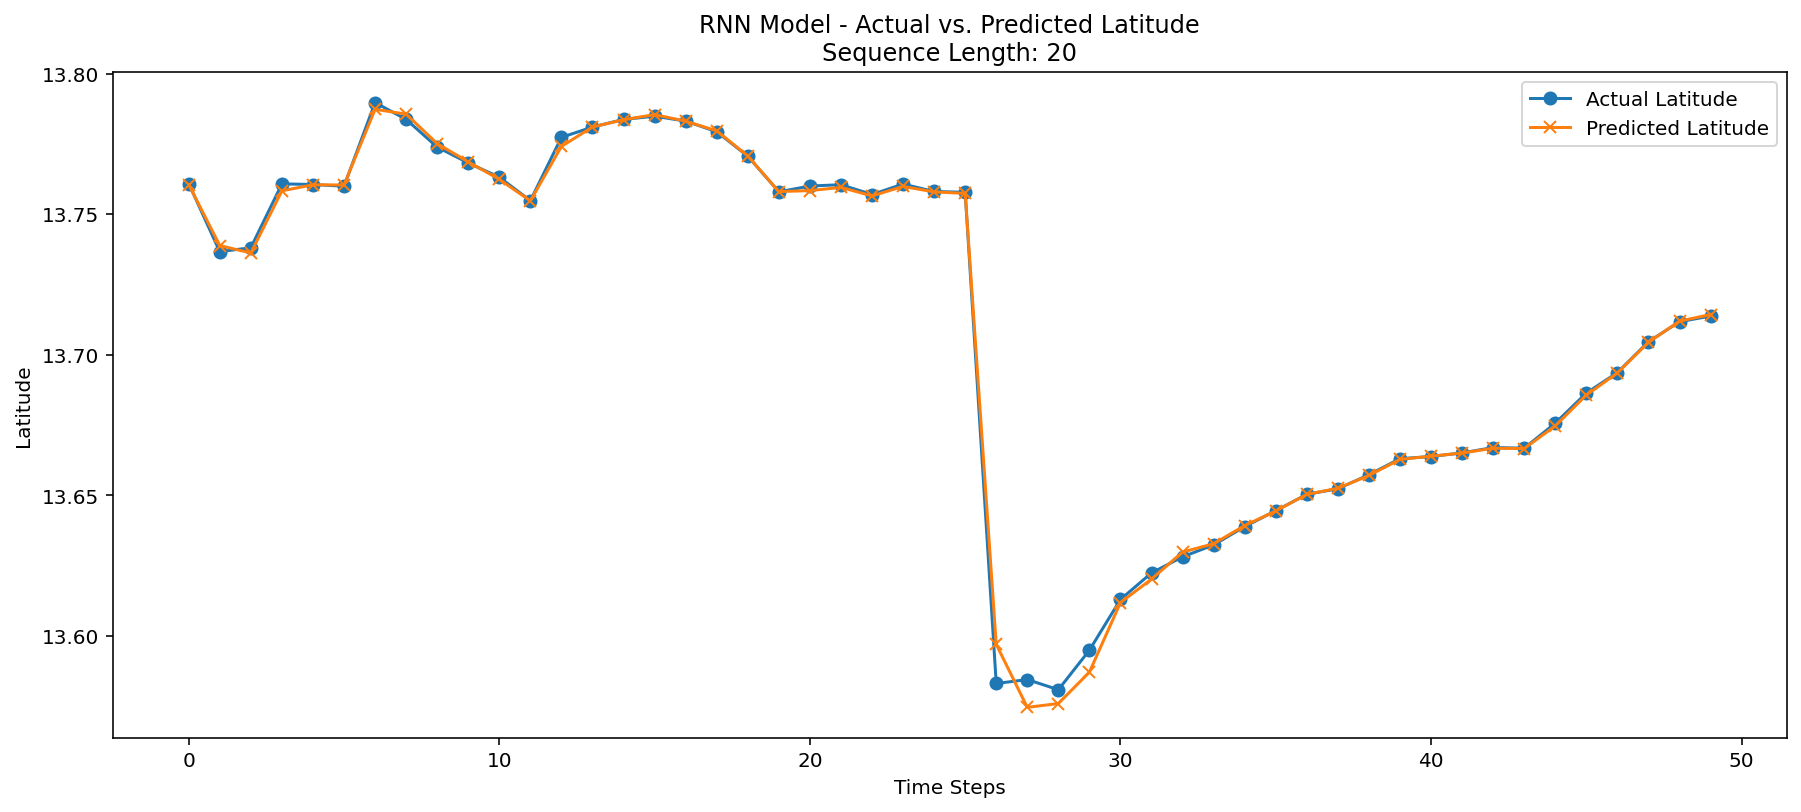 RNN Model - Actual vs. Predicted Latitude
Sequence Length: 20
Actual Latitude
Predicted Latitude
13.80
13.75
13.70
13.65
13.60
Latitude
0
10
20
30
40
50
Time Steps